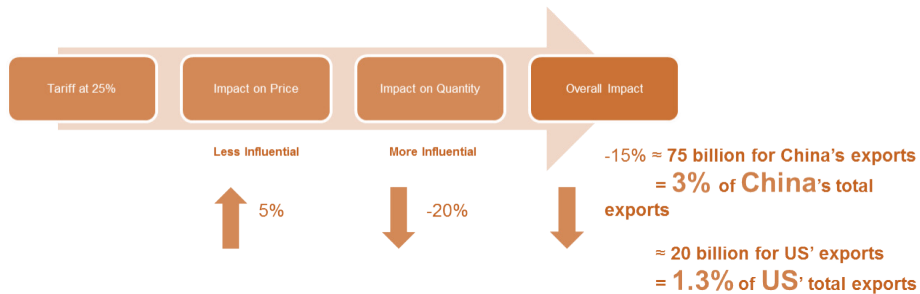 Tariff at 25%
Impact on Price
Impact on Quantity
Overall Impact
Less Influential
More Influential
5%
-20%
-15% ≈ 75 billion for China’s exports
= 3% of China’s total
exports
≈ 20 billion for US’ exports
= 1.3% of US’ total exports